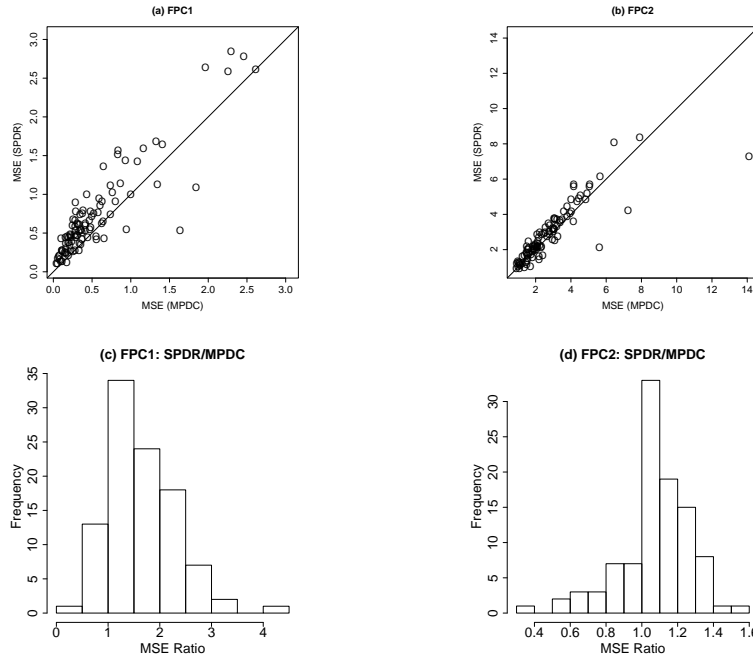 (a) FPC1
MSE (SPDR)
0.0 0.5 1.0 1.5 2.0 2.5 3.0
0.0 0.5 1.0 1.5 2.0 2.5 3.0
MSE (MPDC)
(b) FPC2
MSE (SPDR)
2 4 6 8 10 12 14
2 4 6 8 10 12 14
MSE (MPDC)
(c) FPC1: SPDR/MPDC
Frequency
0 5 10 15 20 25 30 35
0 1 2 3 4
MSE Ratio
(d) FPC2: SPDR/MPDC
Frequency
0 5 10 15 20 25 30
0.4 0.6 0.8 1.0 1.2 1.4 1.6
MSE Ratio